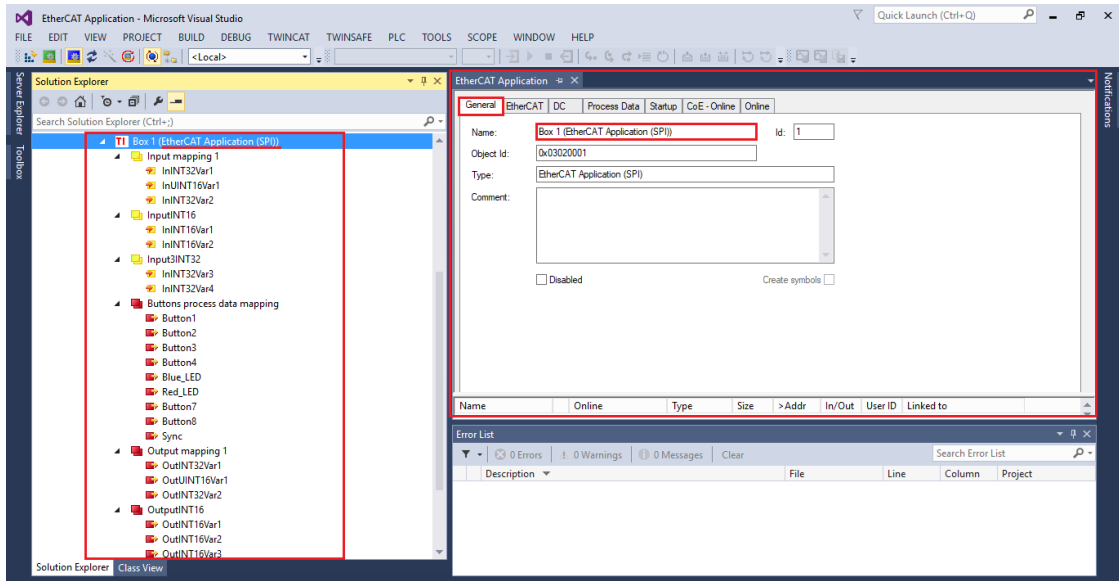 EtherCAT Application - Microsoft Visual Studio
Quick Launch (Ctrl+Q)
FILE EDIT VIEW PROJECT BUILD DEBUG TWINCAT TWINSAFE PLC TOOLS SCOPE WINDOW HELP
<Local>
Server Explorer
Toolbox
Solution Explorer
Search Solution Explorer (Ctrl+;)
TI Box 1 (EtherCAT Application (SPI))
Input mapping 1
InINT32Var1
InUINT16Var1
InINT32Var2
InputINT16
InINT16Var1
InINT16Var2
Input3INT32
InINT32Var3
InINT32Var4
Buttons process data mapping
Button1
Button2
Button3
Button4
Blue_LED
Red_LED
Button7
Button8
Sync
Output mapping 1
OutINT32Var1
OutUINT16Var1
OutINT32Var2
OutputINT16
OutINT16Var1
OutINT16Var2
OutINT16Var3
Solution Explorer Class View
EtherCAT Application
General EtherCAT DC Process Data Startup CoE - Online Online
Name: Box 1 (EtherCAT Application (SPI)) Id: 1
Object Id: 0x03020001
Type: EtherCAT Application (SPI)
Comment:
Disabled Create symbols
Name Online Type Size >Addr In/Out User ID Linked to
Error List
0 Errors 0 Warnings 0 Messages Clear Search Error List
Description File Line Column Project
Notifications